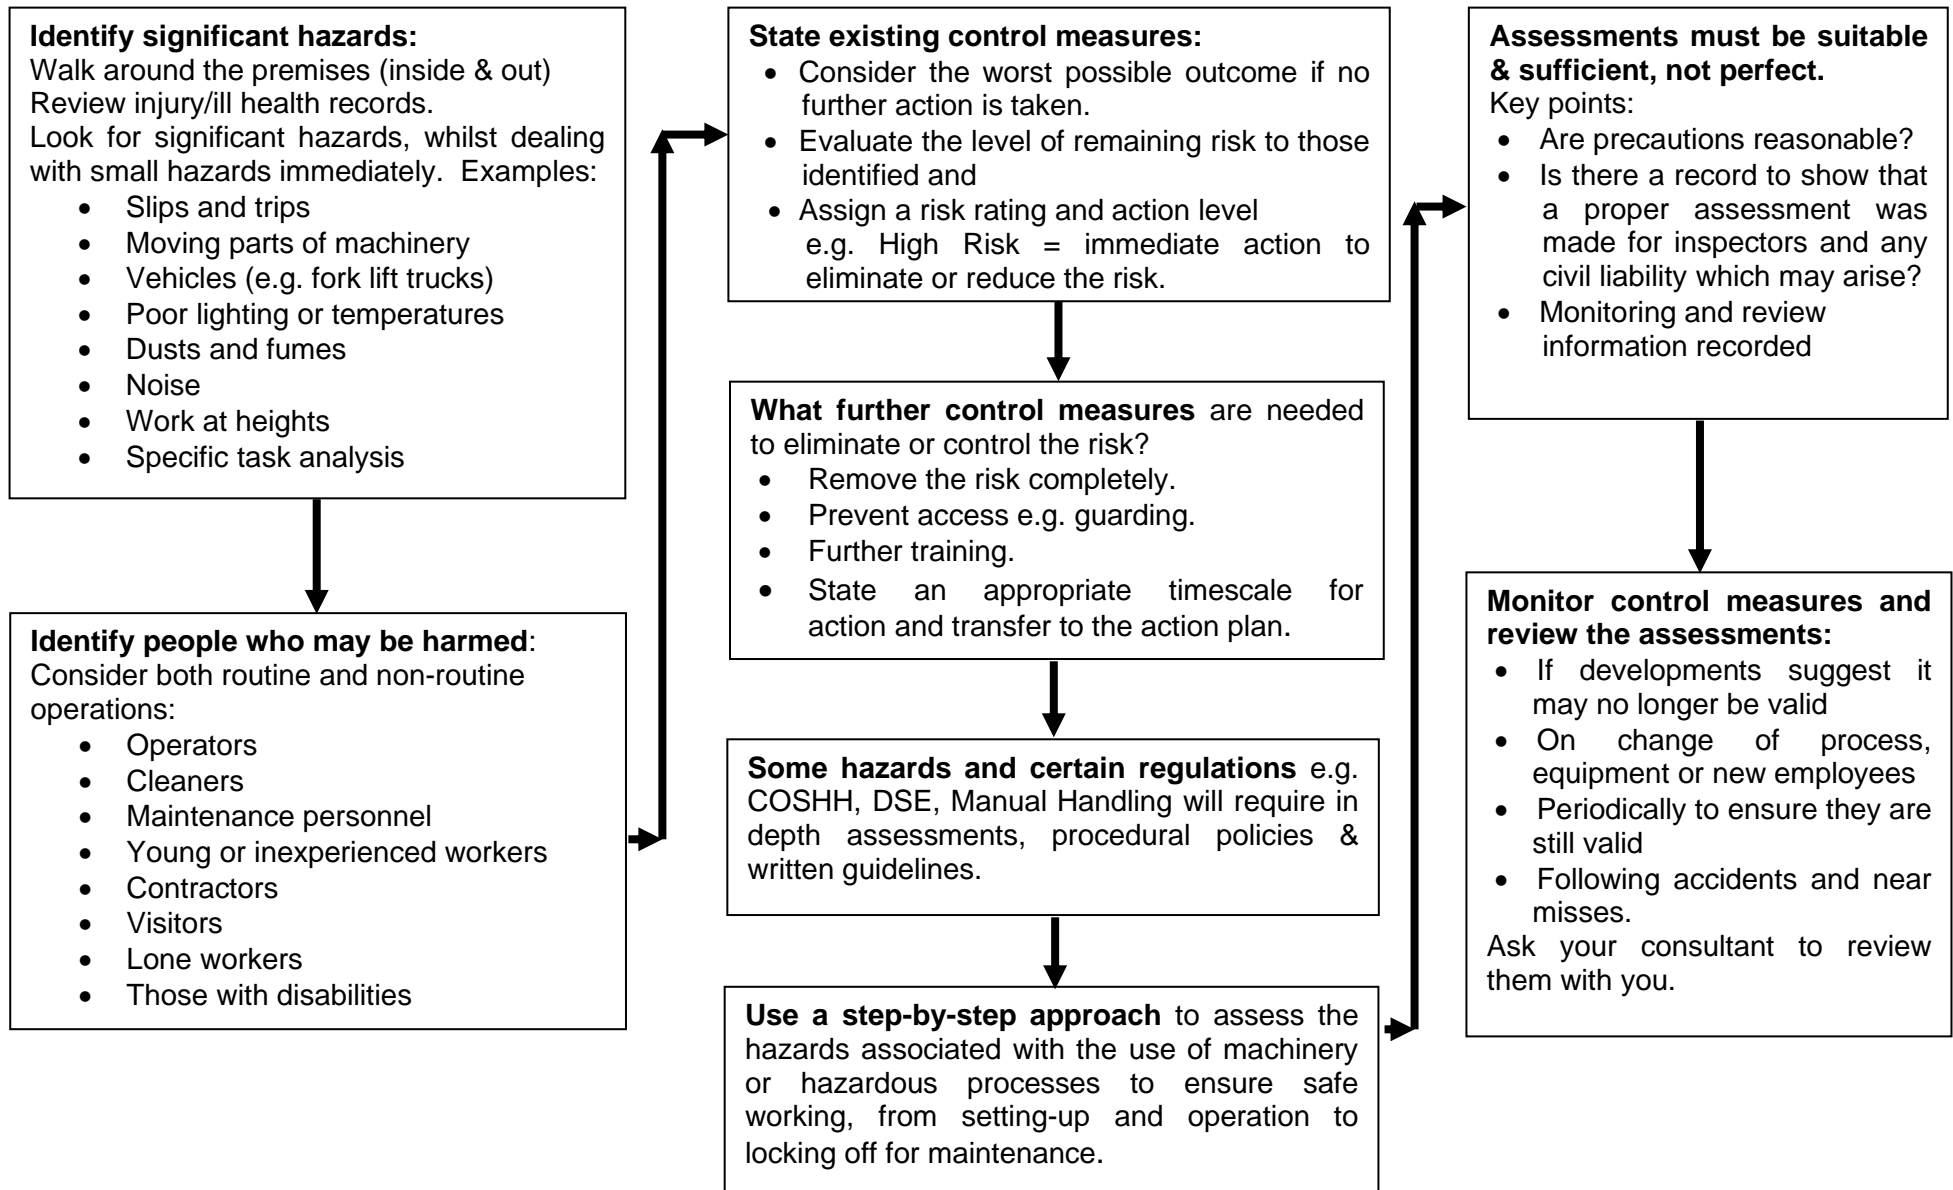 Identify significant hazards:
Walk around the premises (inside & out)
Review injury/ill health records.
Look for significant hazards, whilst dealing
with small hazards immediately.  Examples:
• Slips and trips
• Moving parts of machinery
• Vehicles (e.g. fork lift trucks)
• Poor lighting or temperatures
• Dusts and fumes
• Noise
• Work at heights
• Specific task analysis
Identify people who may be harmed:
Consider both routine and non-routine
operations:
• Operators
• Cleaners
• Maintenance personnel
• Young or inexperienced workers
• Contractors
• Visitors
• Lone workers
• Those with disabilities
State existing control measures:
• Consider the worst possible outcome if no
further action is taken.
• Evaluate the level of remaining risk to those
identified and
• Assign a risk rating and action level
e.g. High Risk = immediate action to
eliminate or reduce the risk.
What further control measures are needed
to eliminate or control the risk?
• Remove the risk completely.
• Prevent access e.g. guarding.
• Further training.
• State an appropriate timescale for
action and transfer to the action plan.
Some hazards and certain regulations e.g.
COSHH, DSE, Manual Handling will require in
depth assessments, procedural policies &
written guidelines.
Use a step-by-step approach to assess the
hazards associated with the use of machinery
or hazardous processes to ensure safe
working, from setting-up and operation to
locking off for maintenance.
Assessments must be suitable
& sufficient, not perfect.
Key points:
• Are precautions reasonable?
• Is there a record to show that
a proper assessment was
made for inspectors and any
civil liability which may arise?
• Monitoring and review
information recorded
Monitor control measures and
review the assessments:
• If developments suggest it
may no longer be valid
• On change of process,
equipment or new employees
• Periodically to ensure they are
still valid
• Following accidents and near
misses.
Ask your consultant to review
them with you.